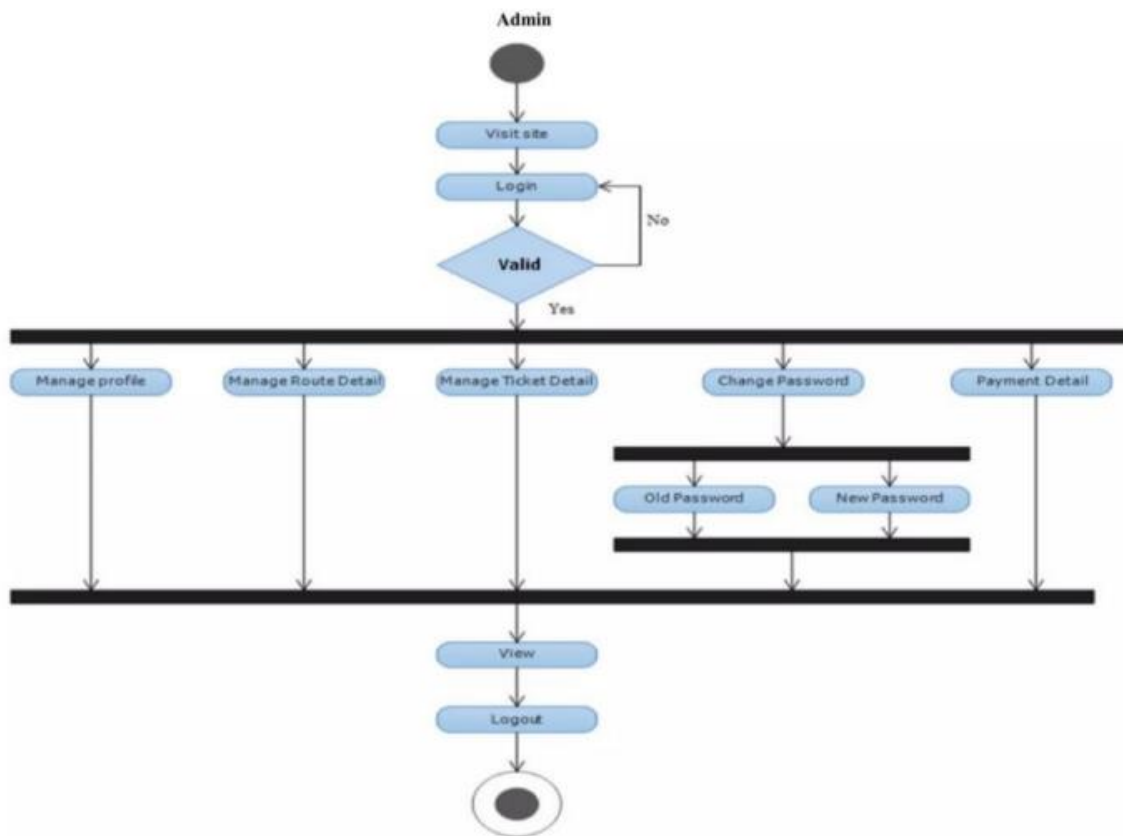 Admin
Visit site
Login
No
Valid
Yes
Manage profile
Manage Route Detail
Manage Ticket Detail
Change Password
Payment Detail
Old Password
New Password
View
Logout